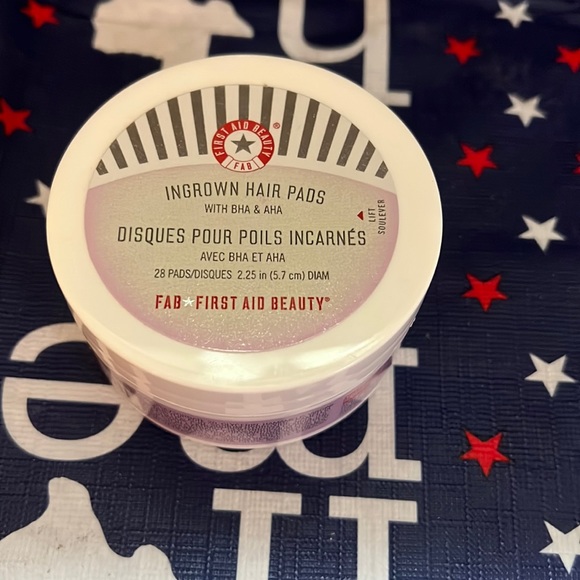 FIRST AID BEAUTY
FAB
®
INGROWN HAIR PADS
WITH BHA & AHA
LIFT
SOULEVER
DISQUES POUR POILS INCARNÉS
AVEC BHA ET AHA
28 PADS/DISQUES 2.25 in (5.7 cm) DIAM
FAB★FIRST AID BEAUTY®